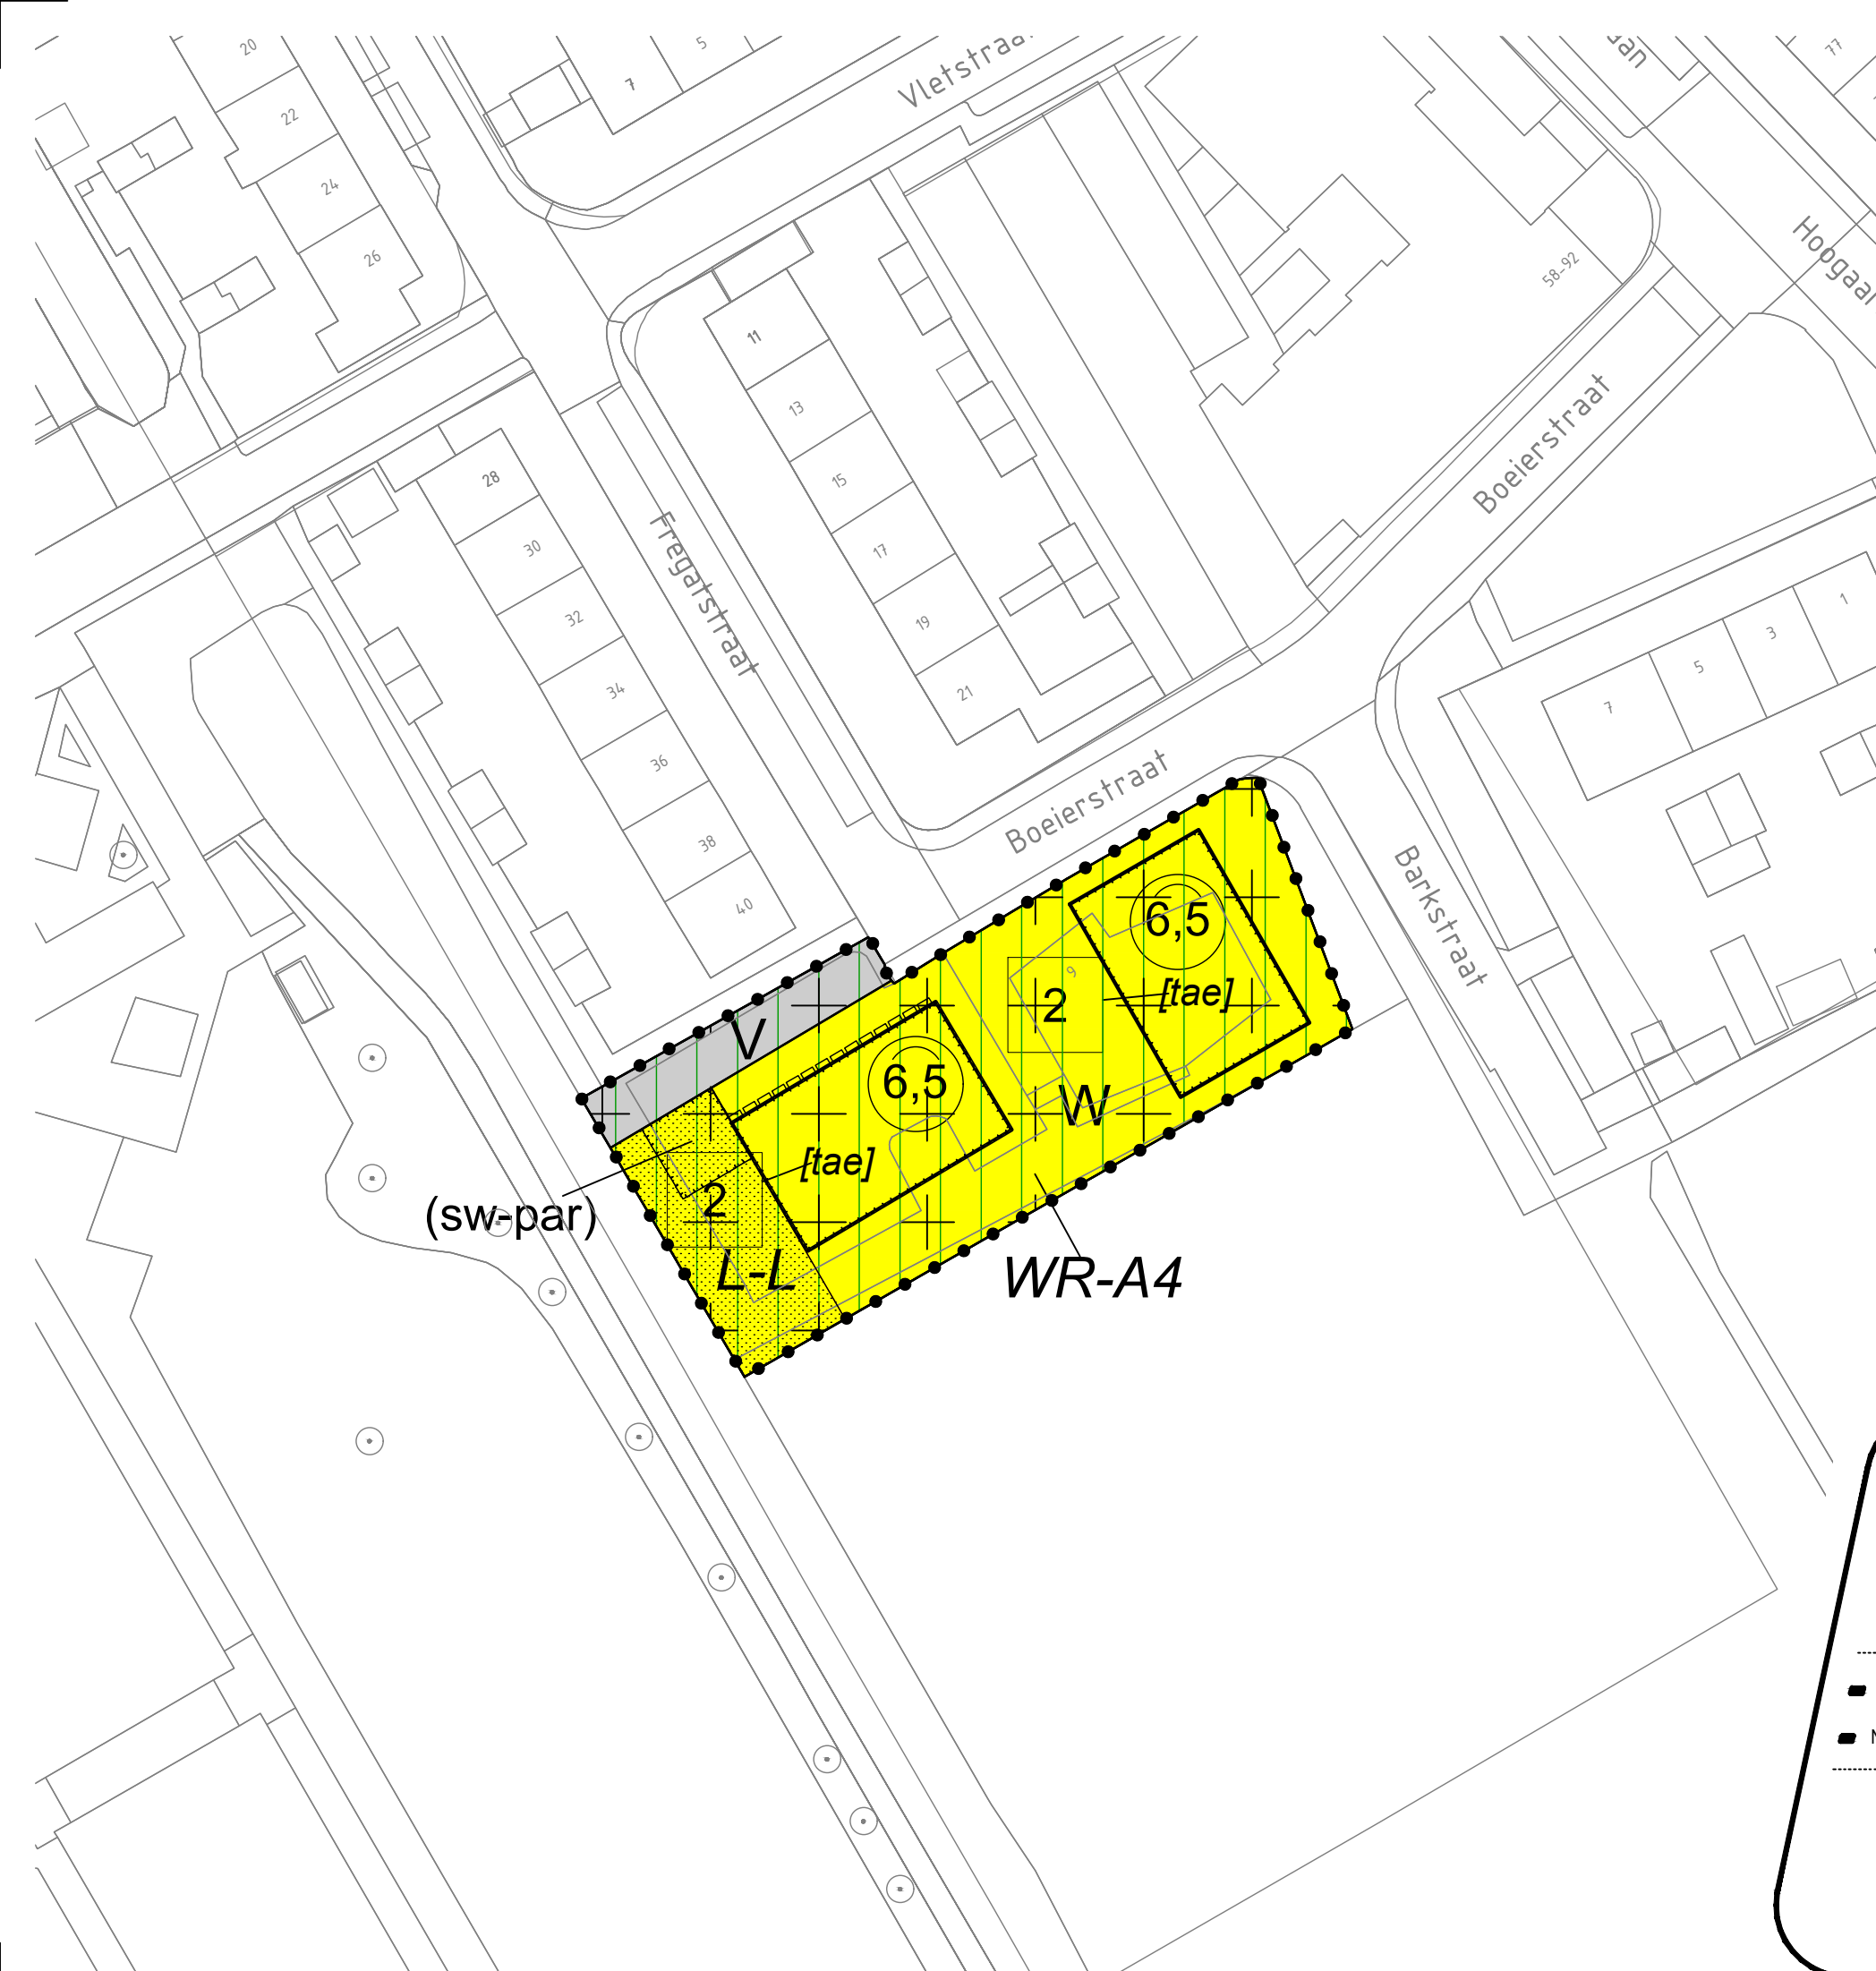 20
5
77
7
Vletstraat
22
24
26
58-92
11
13
28
15
Boeierstraat
30
17
Fregatstraat
32
19
1
3
34
5
21
7
36
Boeierstraat
38
Barkstraat
40
6,5
9
2
[tae]
V
6,5
W
[tae]
2
(sw-par)
L-L
WR-A4